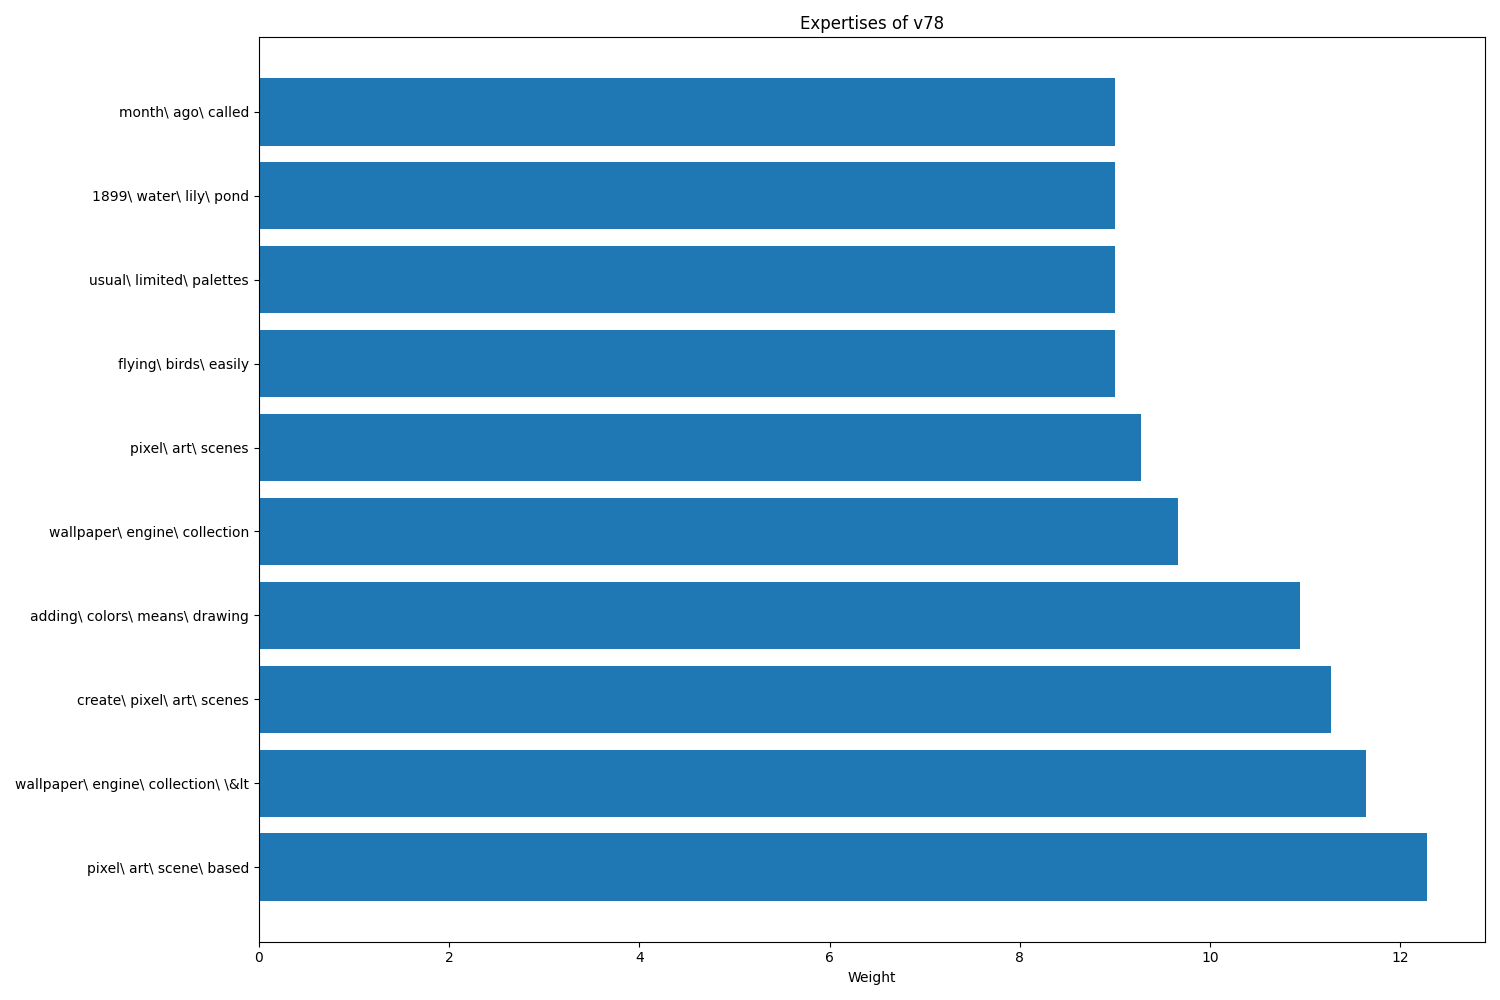 Expertises of v78
month\ ago\ called
1899\ water\ lily\ pond
usual\ limited\ palettes
flying\ birds\ easily
pixel\ art\ scenes
wallpaper\ engine\ collection
adding\ colors\ means\ drawing
create\ pixel\ art\ scenes
wallpaper\ engine\ collection\ \&lt
pixel\ art\ scene\ based
0 2 4 6 8 10 12
Weight